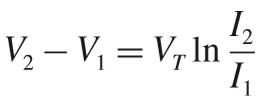 V₂ − V₁ = V_T ln I₂/I₁